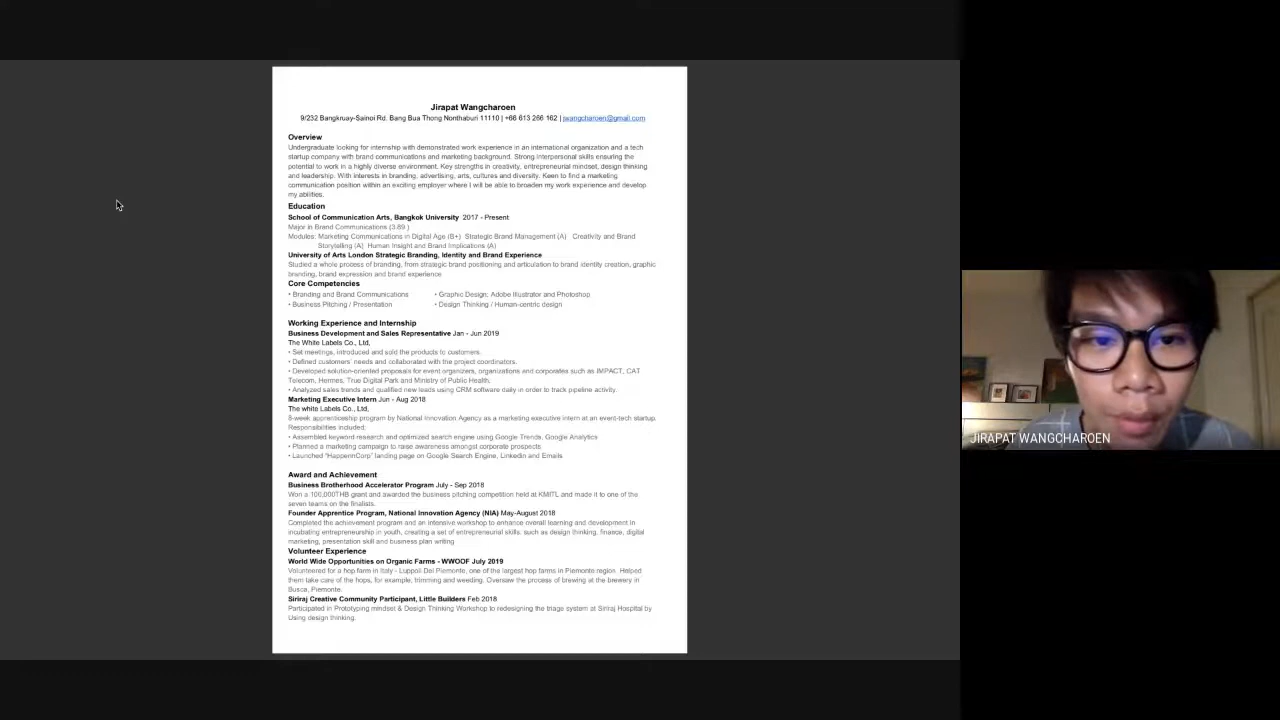 Jirapat Wangcharoen
9/232 Bangkruay-Sainoi Rd. Bang Bua Thong Nonthaburi 11110 | +66 613 266 162 | jwangcharoen@gmail.com
Overview
Undergraduate looking for internship with demonstrated work experience in an international organization and a tech
startup company with brand communications and marketing background. Strong interpersonal skills ensuring the
potential to work in a highly diverse environment. Key strengths in creativity, entrepreneurial mindset, design thinking
and leadership. With interests in branding, advertising, arts, cultures and diversity. Keen to find a marketing
communication position within an exciting employer where I will be able to broaden my work experience and develop
my abilities.
Education
School of Communication Arts, Bangkok University 2017 - Present
Major in Brand Communications (3.89 )
Modules: Marketing Communications in Digital Age (B+) Strategic Brand Management (A) Creativity and Brand
Storytelling (A) Human Insight and Brand Implications (A)
University of Arts London Strategic Branding, Identity and Brand Experience
Studied a whole process of branding, from strategic brand positioning and articulation to brand identity creation, graphic
branding, brand expression and brand experience
Core Competencies
• Branding and Brand Communications • Graphic Design; Adobe Illustrator and Photoshop
• Business Pitching / Presentation • Design Thinking / Human-centric design
Working Experience and Internship
Business Development and Sales Representative Jan - Jun 2019
The White Labels Co., Ltd,
• Set meetings, introduced and sold the products to customers.
• Defined customers' needs and collaborated with the project coordinators.
• Developed solution-oriented proposals for event organizers, organizations and corporates such as IMPACT, CAT
Telecom, Hermes, True Digital Park and Ministry of Public Health.
• Analyzed sales trends and qualified new leads using CRM software daily in order to track pipeline activity.
Marketing Executive Intern Jun - Aug 2018
The white Labels Co., Ltd,
8-week apprenticeship program by National Innovation Agency as a marketing executive intern at an event-tech startup.
Responsibilities included:
• Assembled keyword research and optimized search engine using Google Trends, Google Analytics
• Planned a marketing campaign to raise awareness amongst corporate prospects
• Launched "HappennCorp" landing page on Google Search Engine, Linkedin and Emails
Award and Achievement
Business Brotherhood Accelerator Program July - Sep 2018
Won a 100,000THB grant and awarded the business pitching competition held at KMITL and made it to one of the
seven teams on the finalists.
Founder Apprentice Program, National Innovation Agency (NIA) May-August 2018
Completed the achievement program and an intensive workshop to enhance overall learning and development in
incubating entrepreneurship in youth, creating a set of entrepreneurial skills, such as design thinking, finance, digital
marketing, presentation skill and business plan writing
Volunteer Experience
World Wide Opportunities on Organic Farms - WWOOF July 2019
Volunteered for a hop farm in Italy - Luppoli Del Piemonte, one of the largest hop farms in Piemonte region. Helped
them take care of the hops, for example, trimming and weeding. Oversaw the process of brewing at the brewery in
Busca, Piemonte.
Siriraj Creative Community Participant, Little Builders Feb 2018
Participated in Prototyping mindset & Design Thinking Workshop to redesigning the triage system at Siriraj Hospital by
Using design thinking.
JIRAPAT WANGCHAROEN